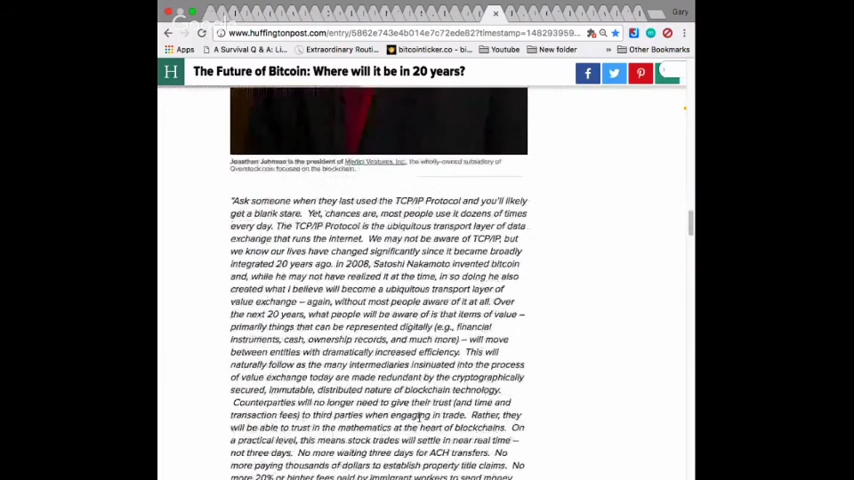 Google
Gary
www.huffingtonpost.com/entry/5862e743e4b014e7c72edd82?timestamp=148293959...
Apps A Survival Q & A: Li... Extraordinary Routi... bitcointicker.co - bi... Youtube New folder » Other Bookmarks
H The Future of Bitcoin: Where will it be in 20 years?
Jonathan Johnson is the president of Medici Ventures, Inc., the wholly-owned subsidiary of
Overstock.com focused on the blockchain.
"Ask someone when they last used the TCP/IP Protocol and you'll likely
get a blank stare. Yet, chances are, most people use it dozens of times
every day. The TCP/IP Protocol is the ubiquitous transport layer of data
exchange that runs the internet. We may not be aware of TCP/IP, but
we know our lives have changed significantly since it became broadly
integrated 20 years ago. In 2008, Satoshi Nakamoto invented bitcoin
and, while he may not have realized it at the time, in so doing he also
created what I believe will become a ubiquitous transport layer of
value exchange – again, without most people aware of it at all. Over
the next 20 years, what people will be aware of is that items of value –
primarily things that can be represented digitally (e.g., financial
instruments, cash, ownership records, and much more) – will move
between entities with dramatically increased efficiency. This will
naturally follow as the many intermediaries insinuated into the process
of value exchange today are made redundant by the cryptographically
secured, immutable, distributed nature of blockchain technology.
Counterparties will no longer need to give their trust (and time and
transaction fees) to third parties when engaging in trade. Rather, they
will be able to trust in the mathematics at the heart of blockchains. On
a practical level, this means stock trades will settle in near real time –
not three days. No more waiting three days for ACH transfers. No
more paying thousands of dollars to establish property title claims. No
more 20% or higher fees paid by immigrant workers to send money